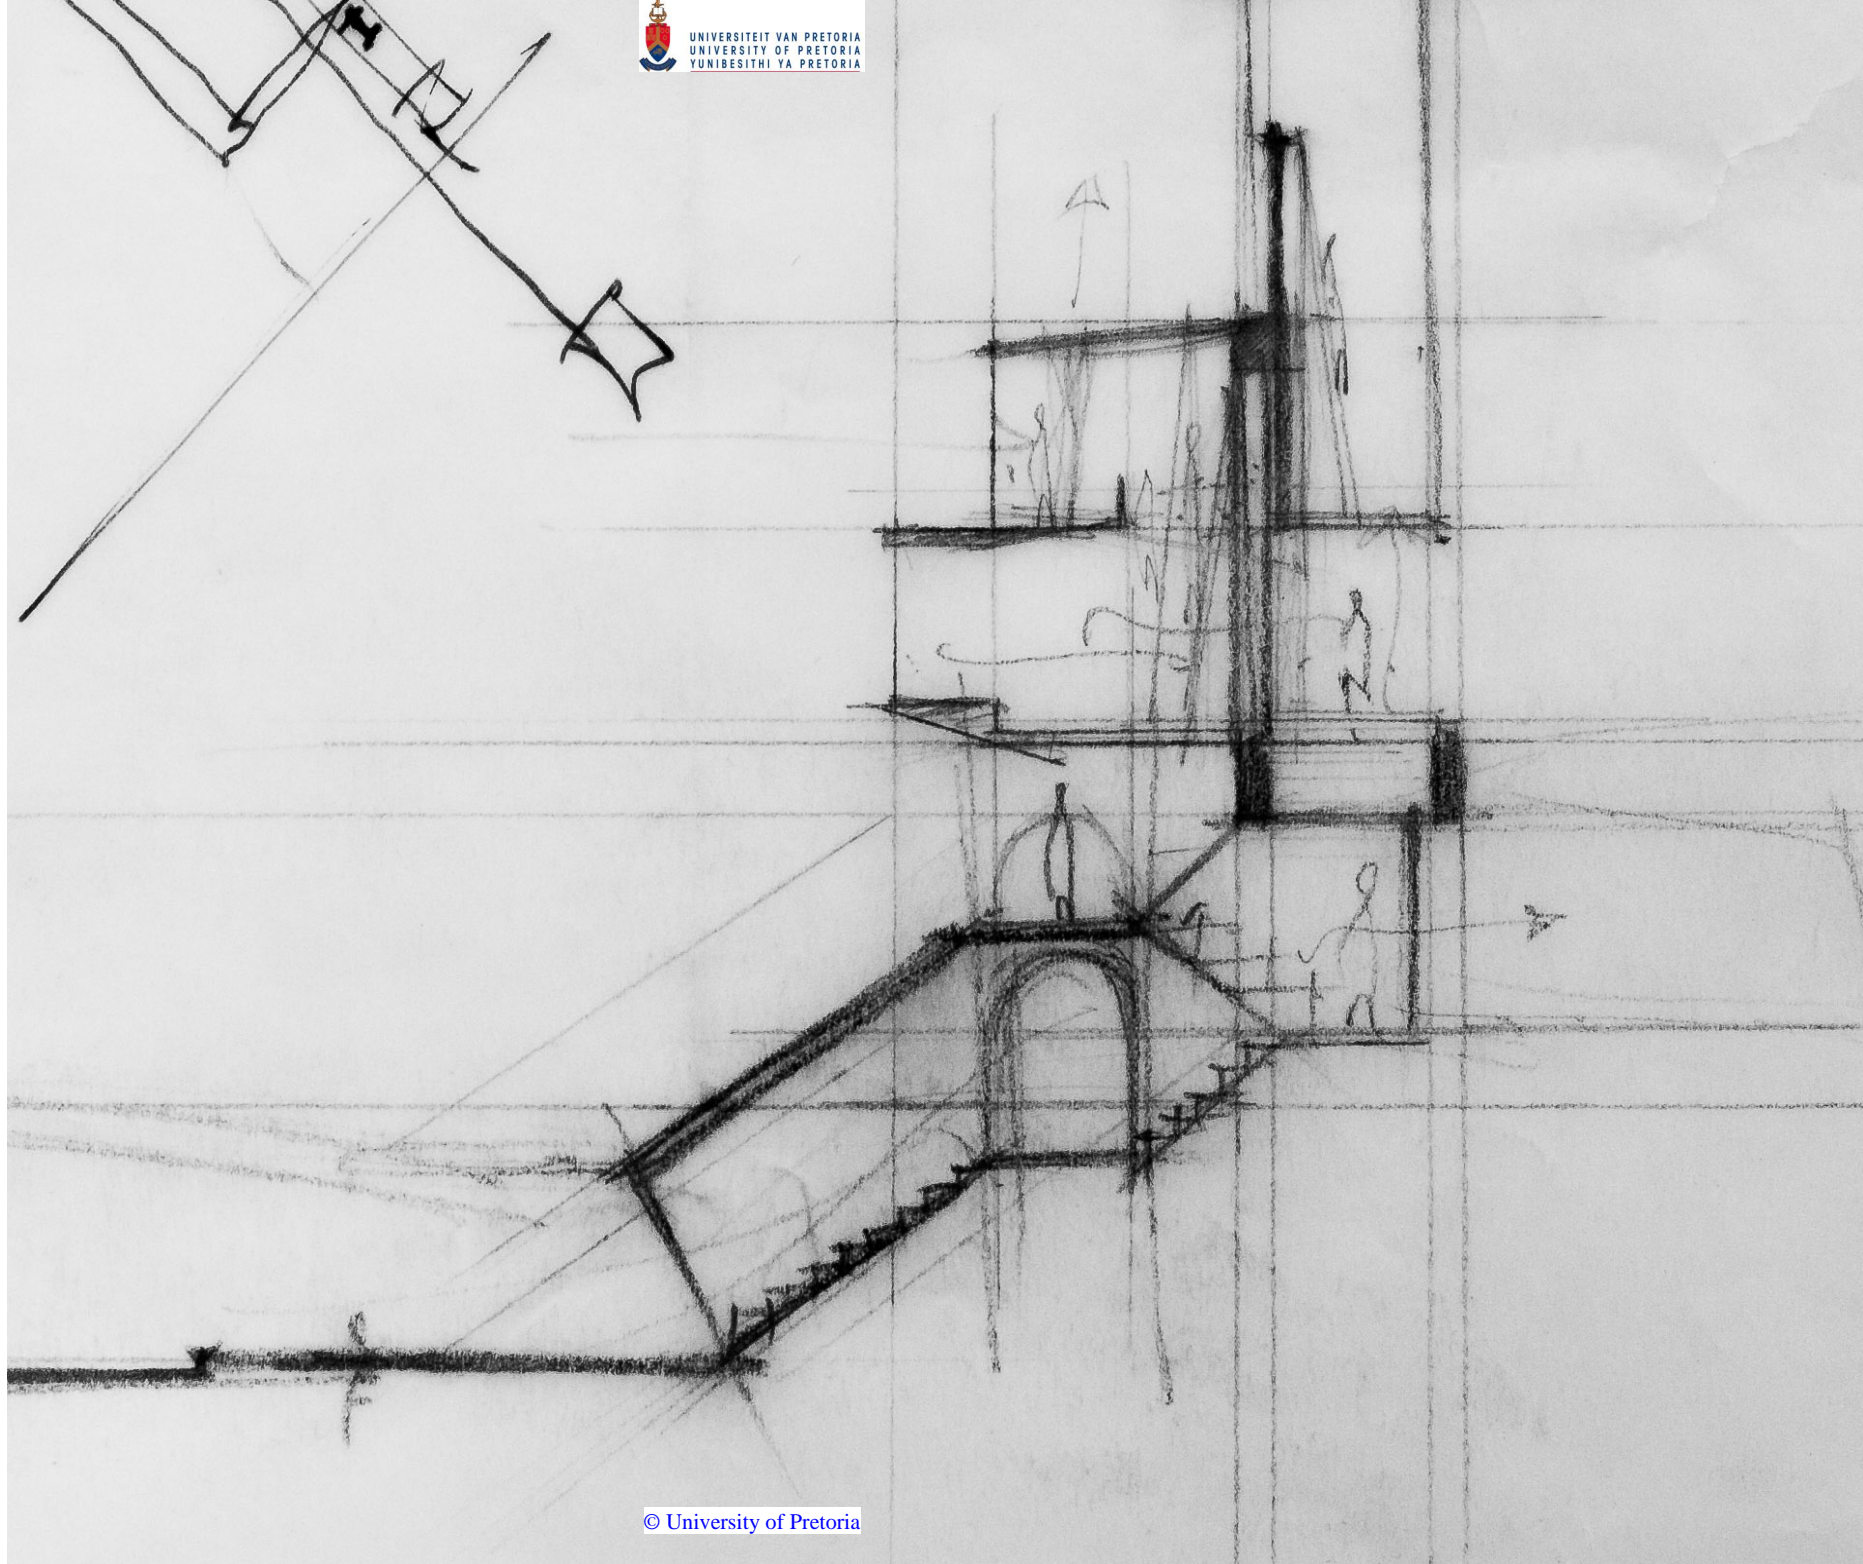 UNIVERSITEIT VAN PRETORIA
UNIVERSITY OF PRETORIA
YUNIBESITHI YA PRETORIA
© University of Pretoria